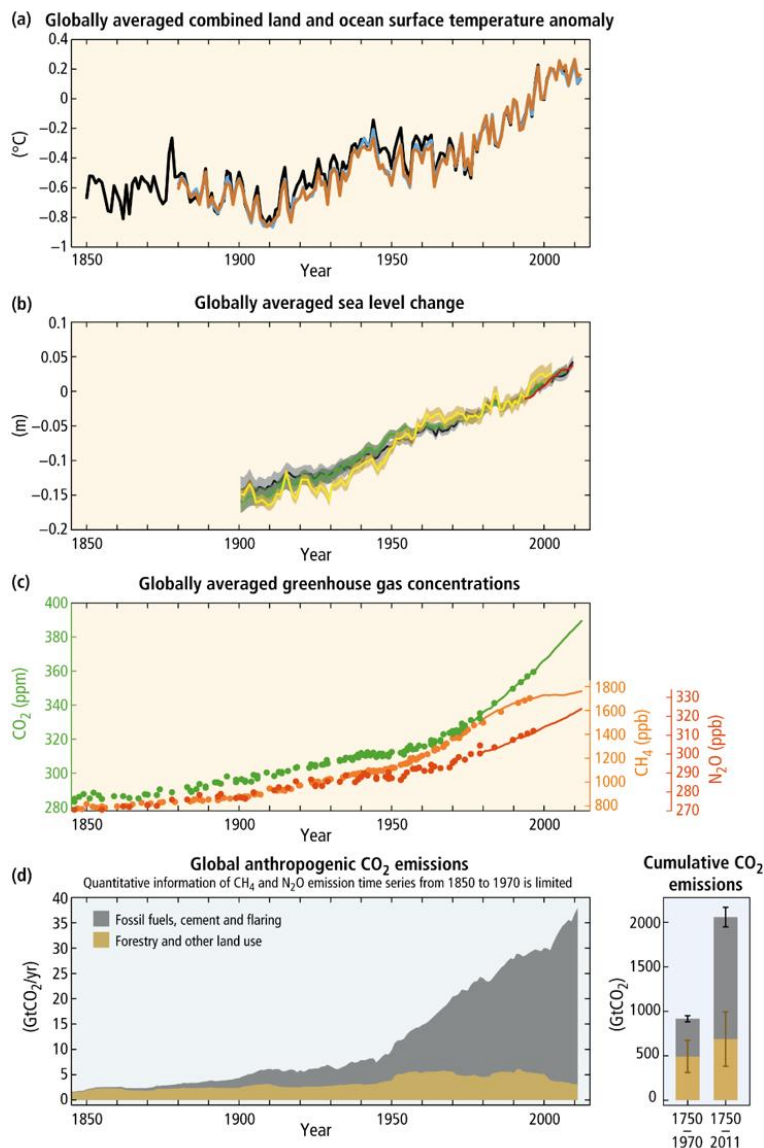 (a) Globally averaged combined land and ocean surface temperature anomaly
0.4
0.2
0
−0.2
−0.4
−0.6
−0.8
−1
(°C)
1850 1900 1950 2000
Year
(b) Globally averaged sea level change
0.1
0.05
0
−0.05
−0.1
−0.15
−0.2
(m)
1850 1900 1950 2000
Year
(c) Globally averaged greenhouse gas concentrations
400
380
360
340
320
300
280
CO2 (ppm)
1800
1600
1400
1200
1000
800
CH4 (ppb)
330
320
310
300
290
280
270
N2O (ppb)
1850 1900 1950 2000
Year
(d) Global anthropogenic CO2 emissions
Quantitative information of CH4 and N2O emission time series from 1850 to 1970 is limited
40
35
30
25
20
15
10
5
0
(GtCO2/yr)
Fossil fuels, cement and flaring
Forestry and other land use
1850 1900 1950 2000
Year
Cumulative CO2
emissions
2000
1500
1000
500
0
(GtCO2)
1750 1750
– –
1970 2011